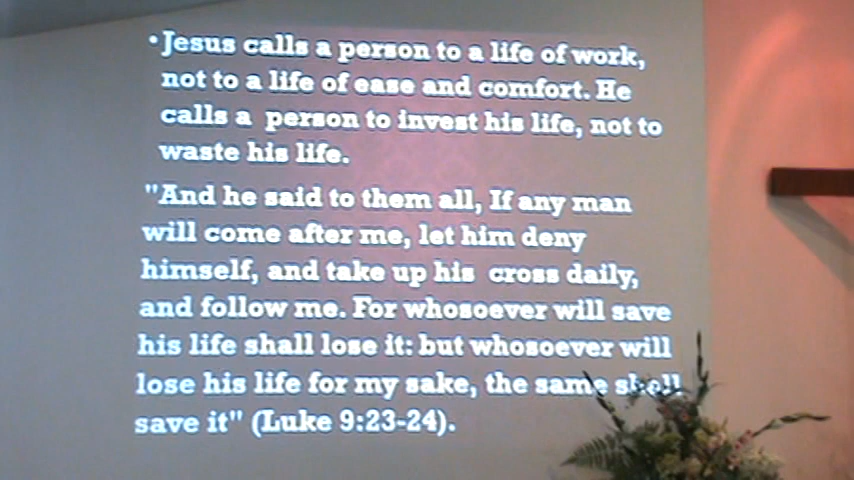 •Jesus calls a person to a life of work,
not to a life of ease and comfort. He
calls a person to invest his life, not to
waste his life.
"And he said to them all, If any man
will come after me, let him deny
himself, and take up his cross daily,
and follow me. For whosoever will save
his life shall lose it: but whosoever will
lose his life for my sake, the same shall
save it" (Luke 9:23-24).